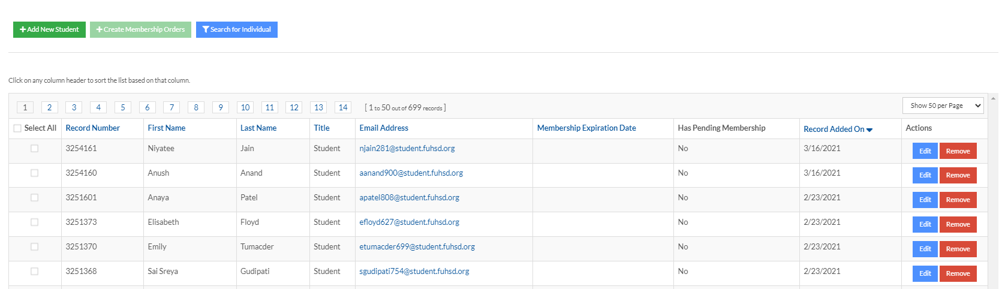 Add New Student Create Membership Orders Search for Individual
Click on any column header to sort the list based on that column.
1 2 3 4 5 6 7 8 9 10 11 12 13 14 [ 1 to 50 out of 699 records ] Show 50 per Page
Select All Record Number First Name Last Name Title Email Address Membership Expiration Date Has Pending Membership Record Added On Actions
3254161 Niyatee Jain Student njain281@student.fuhsd.org No 3/16/2021 Edit Remove
3254160 Anush Anand Student aanand900@student.fuhsd.org No 3/16/2021 Edit Remove
3251601 Anaya Patel Student apatel808@student.fuhsd.org No 2/23/2021 Edit Remove
3251373 Elisabeth Floyd Student efloyd627@student.fuhsd.org No 2/23/2021 Edit Remove
3251370 Emily Tumacder Student etumacder699@student.fuhsd.org No 2/23/2021 Edit Remove
3251368 Sai Sreya Gudipati Student sgudipati754@student.fuhsd.org No 2/23/2021 Edit Remove